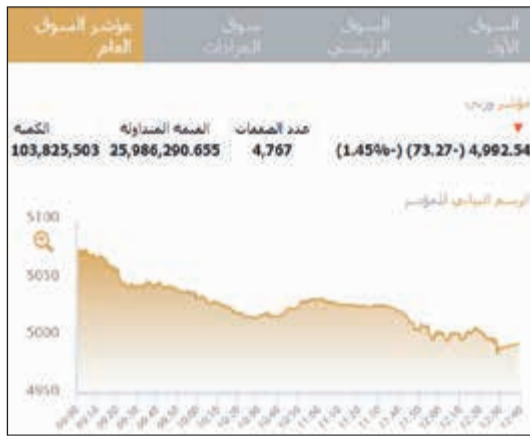 مؤشر السوق العام
سوق المزادات
السوق الرئيسي
السوق الأول
مؤشر وزني
▼
4,992.54 (-73.27) (-1.45%)
عدد الصفقات
4,767
القيمة المتداولة
25,986,290.655
الكمية
103,825,503
الرسم البياني للمؤشر
5100
5050
5000
4950